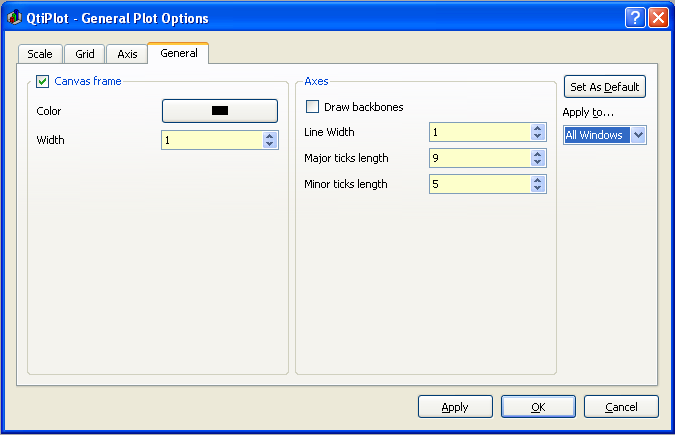 QtiPlot - General Plot Options
Scale
Grid
Axis
General
Canvas frame
Color
Width
1
Axes
Draw backbones
Line Width
1
Major ticks length
9
Minor ticks length
5
Set As Default
Apply to...
All Windows
Apply
OK
Cancel